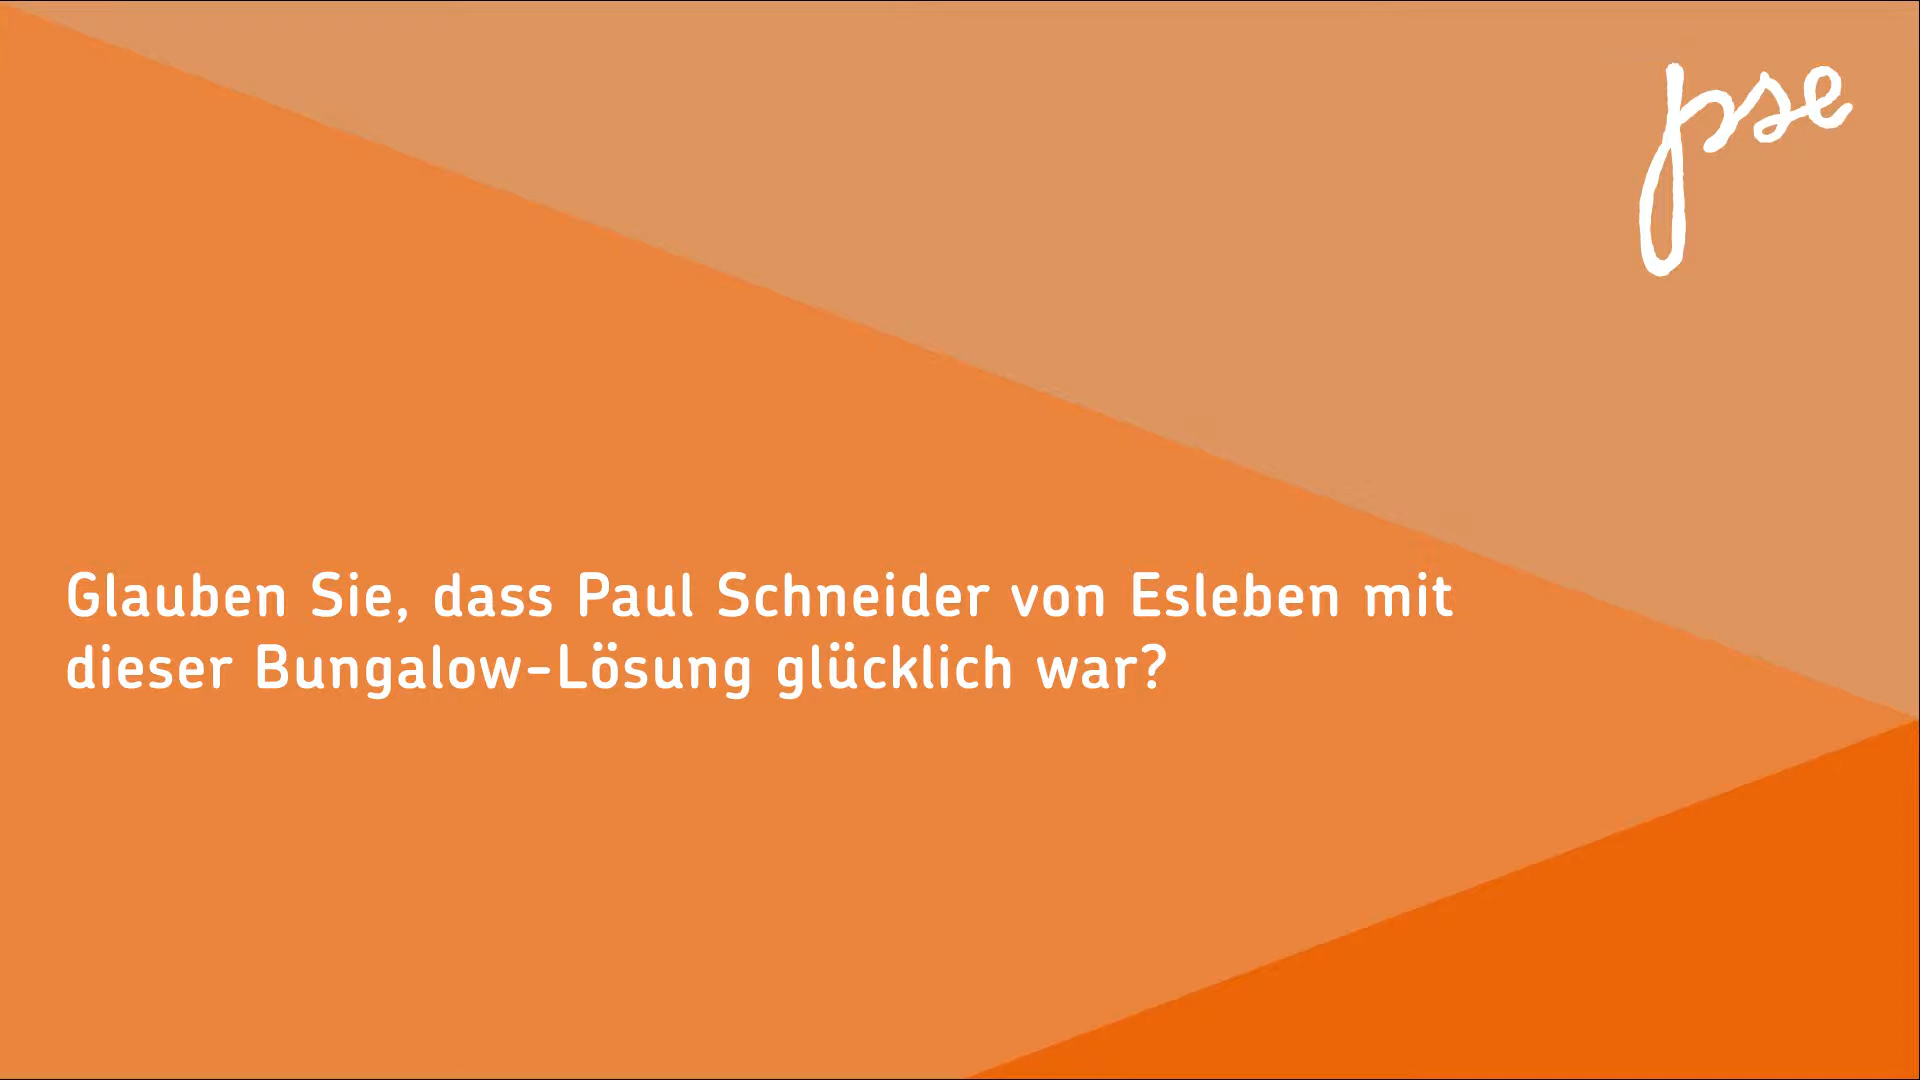 pse
Glauben Sie, dass Paul Schneider von Esleben mit
dieser Bungalow-Lösung glücklich war?